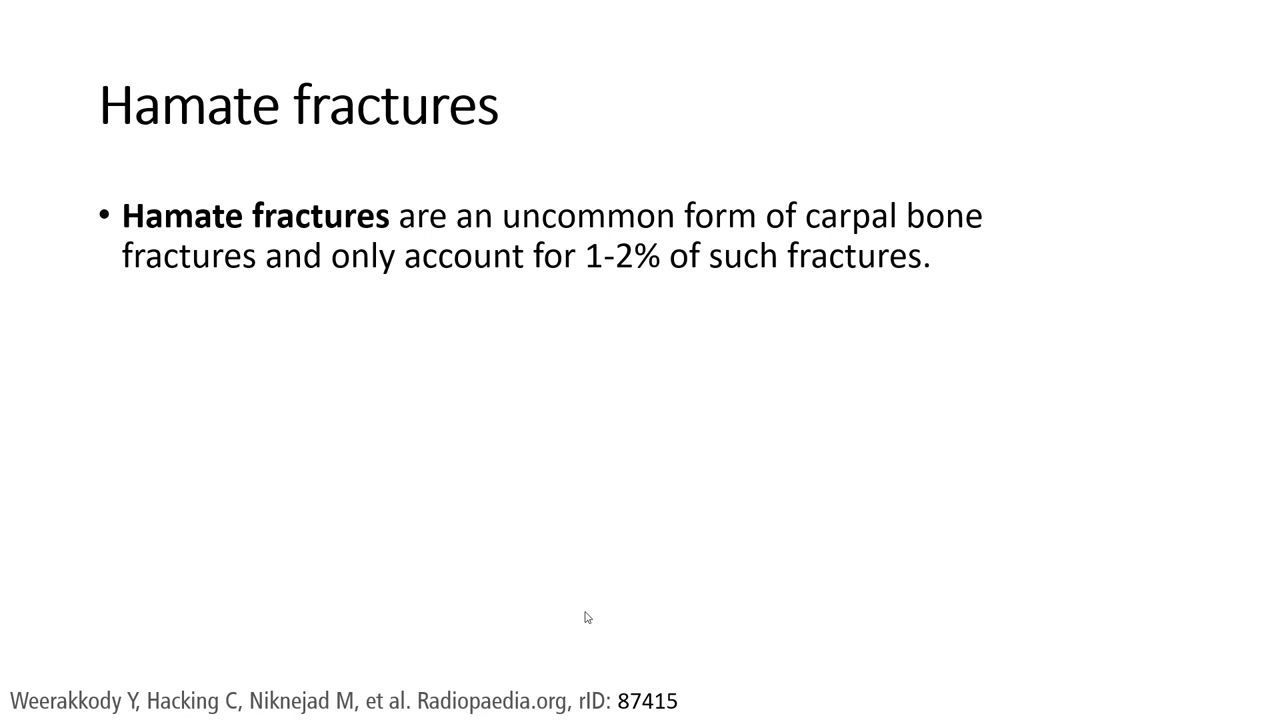 Hamate fractures
• Hamate fractures are an uncommon form of carpal bone
fractures and only account for 1-2% of such fractures.
Weerakkody Y, Hacking C, Niknejad M, et al. Radiopaedia.org, rID: 87415